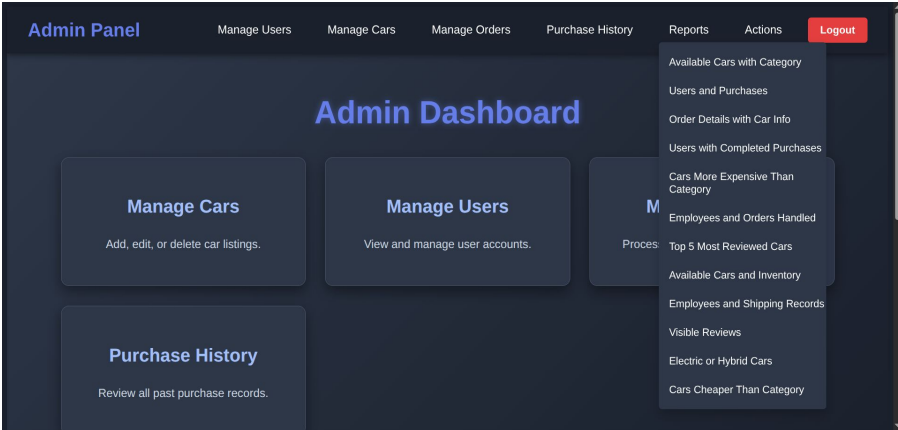 Admin Panel
Manage Users
Manage Cars
Manage Orders
Purchase History
Reports
Actions
Logout
Available Cars with Category
Users and Purchases
Order Details with Car Info
Users with Completed Purchases
Cars More Expensive Than
Category
Employees and Orders Handled
Top 5 Most Reviewed Cars
Available Cars and Inventory
Employees and Shipping Records
Visible Reviews
Electric or Hybrid Cars
Cars Cheaper Than Category
Admin Dashboard
Manage Cars
Add, edit, or delete car listings.
Manage Users
View and manage user accounts.
Purchase History
Review all past purchase records.